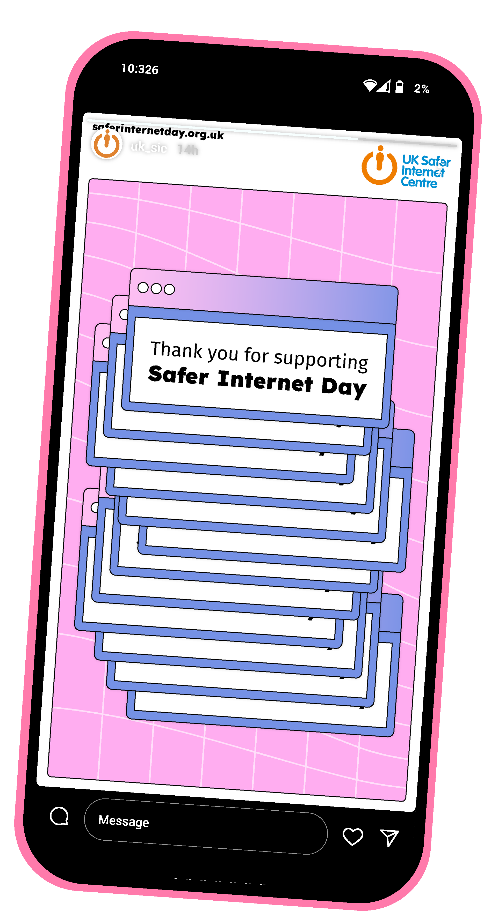 10:326
2%
saferinternetday.org.uk
uk_sic 14h
UK Safer
Internet
Centre
Thank you for supporting
Safer Internet Day
Message